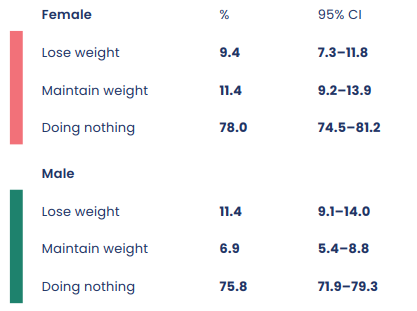 Female % 95% CI
Lose weight 9.4 7.3–11.8
Maintain weight 11.4 9.2–13.9
Doing nothing 78.0 74.5–81.2
Male
Lose weight 11.4 9.1–14.0
Maintain weight 6.9 5.4–8.8
Doing nothing 75.8 71.9–79.3